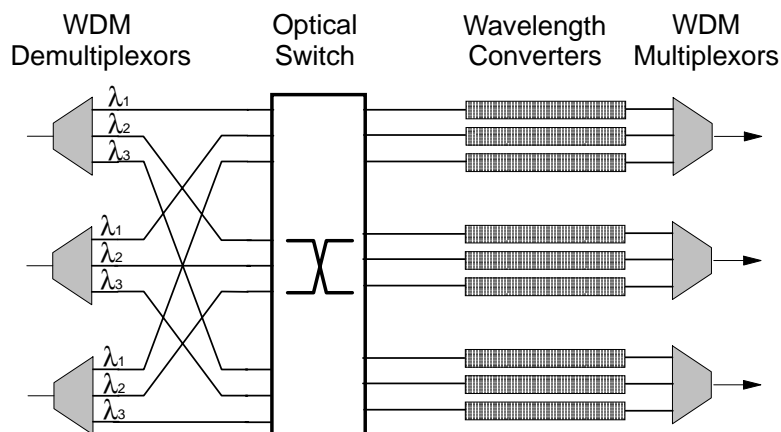 WDM Demultiplexors
Optical Switch
Wavelength Converters
WDM Multiplexors
λ1
λ2
λ3
λ1
λ2
λ3
λ1
λ2
λ3